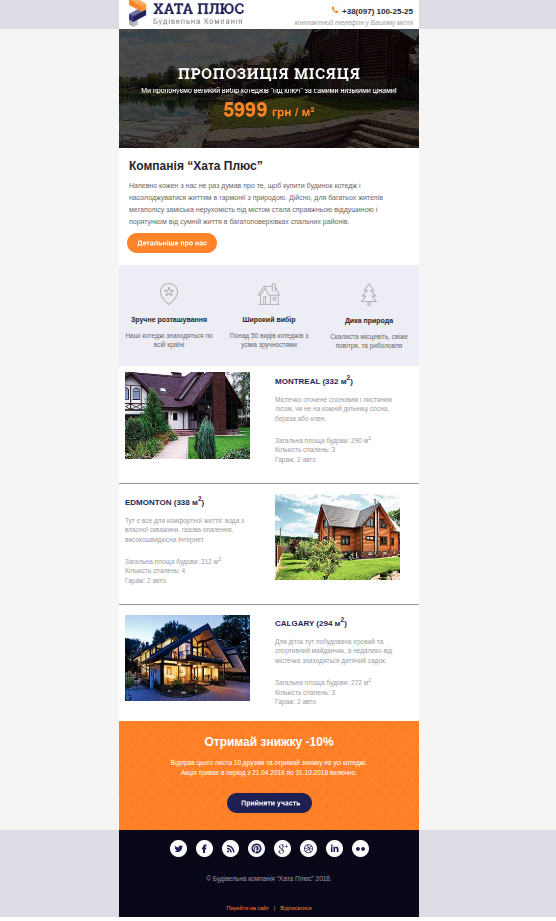 ХАТА ПЛЮС
Будівельна Компанія
+38(097) 100-25-25
контактний телефон у Вашому місті
ПРОПОЗИЦІЯ МІСЯЦЯ
Ми пропонуємо великий вибір котеджів "під ключ" за самими низькими цінами!
5999 грн / м²
Компанія “Хата Плюс”
Напевно кожен з нас не раз думав про те, щоб купити будинок котедж і
насолоджуватися життям в гармонії з природою. Дійсно, для багатьох жителів
мегаполісу заміська нерухомість під містом стала справжньою віддушиною і
порятунком від сумній життя в багатоповерхівках спальних районів.
Детальніше про нас
Зручне розташування
Наші котеджі знаходяться по
всій країні
Широкий вибір
Понад 50 видів котеджів з
усіма зручностями
Дика природа
Скалиста місцевіть, свіже
повітря, та риболовля
MONTREAL (332 м²)
Містечко оточене сосновим і листяним
лісом, чи не на кожній дільниці сосна,
береза або клен.
Загальна площа будови: 290 м²
Кількість спалень: 3
Гараж: 2 авто
EDMONTON (338 м²)
Тут є все для комфортної життя: вода з
власної скважини, газова опалення,
високошвидкісна Інтернет.
Загальна площа будови: 312 м²
Кількість спалень: 4
Гараж: 2 авто
CALGARY (294 м²)
Для діток тут побудована ігровий та
спортивний майданчик, а недалеко від
містечка знаходяться дитячий садок.
Загальна площа будови: 272 м²
Кількість спалень: 3
Гараж: 2 авто
Отримай знижку -10%
Відправ цього листа 10 друзям та отримай знижку на усі котеджі.
Акція триває в період з 21.04.2018 по 31.10.2018 включно.
Прийняти участь
© Будівельна компанія “Хата Плюс” 2018.
Перейти на сайт | Відписатися